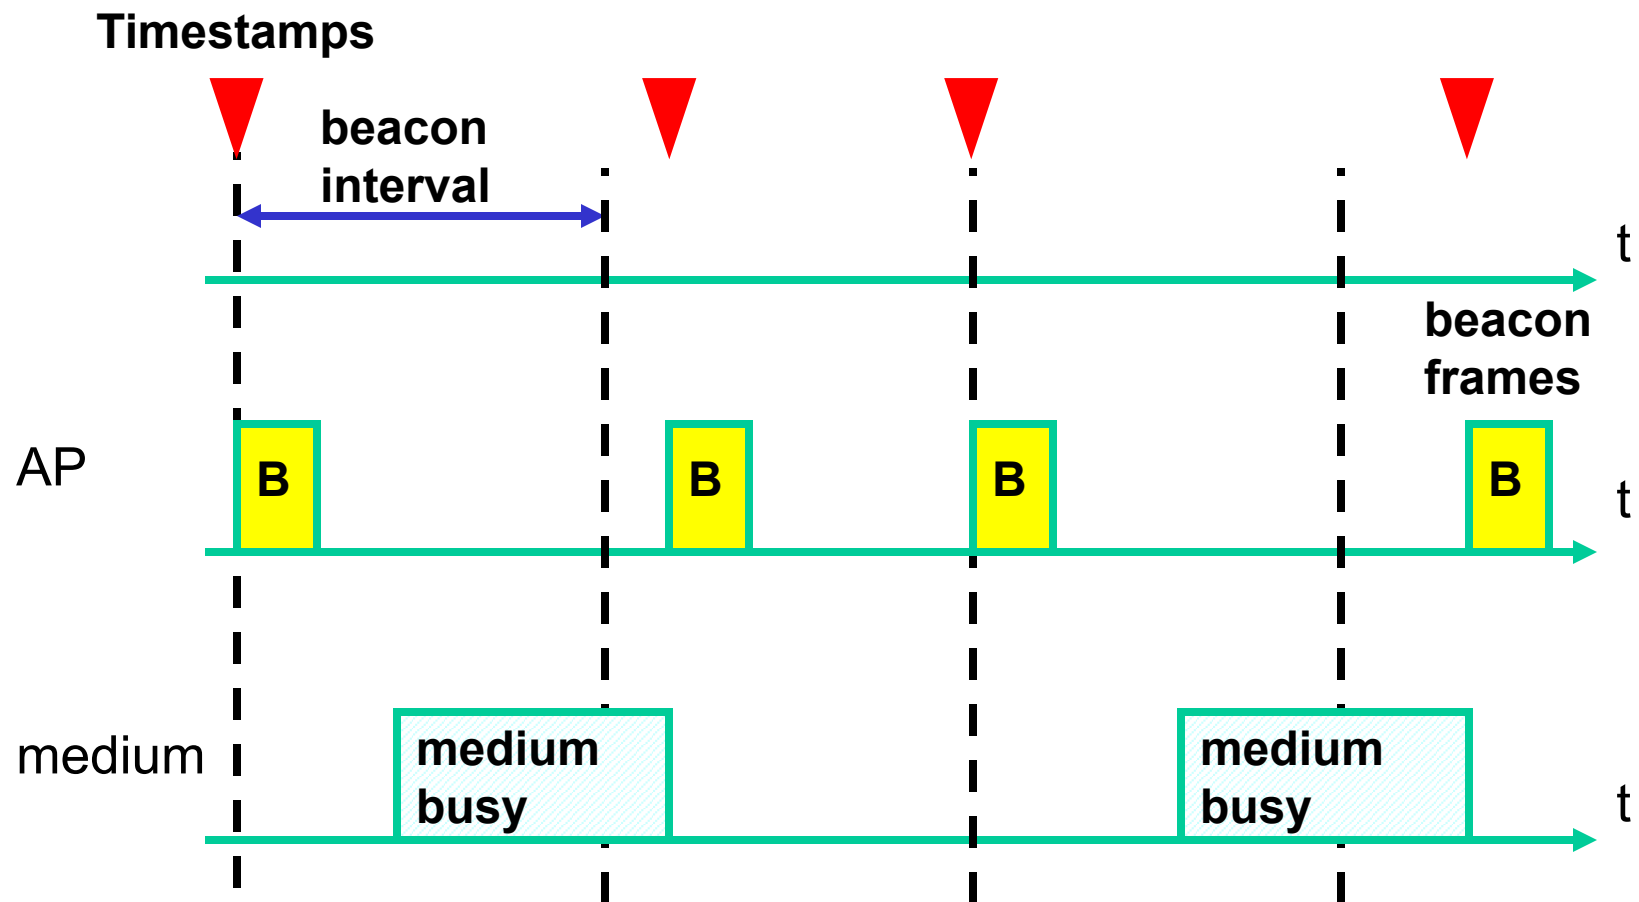 Timestamps
beacon
interval
t
beacon
frames
AP
B
B
B
B
t
medium
medium
busy
medium
busy
t